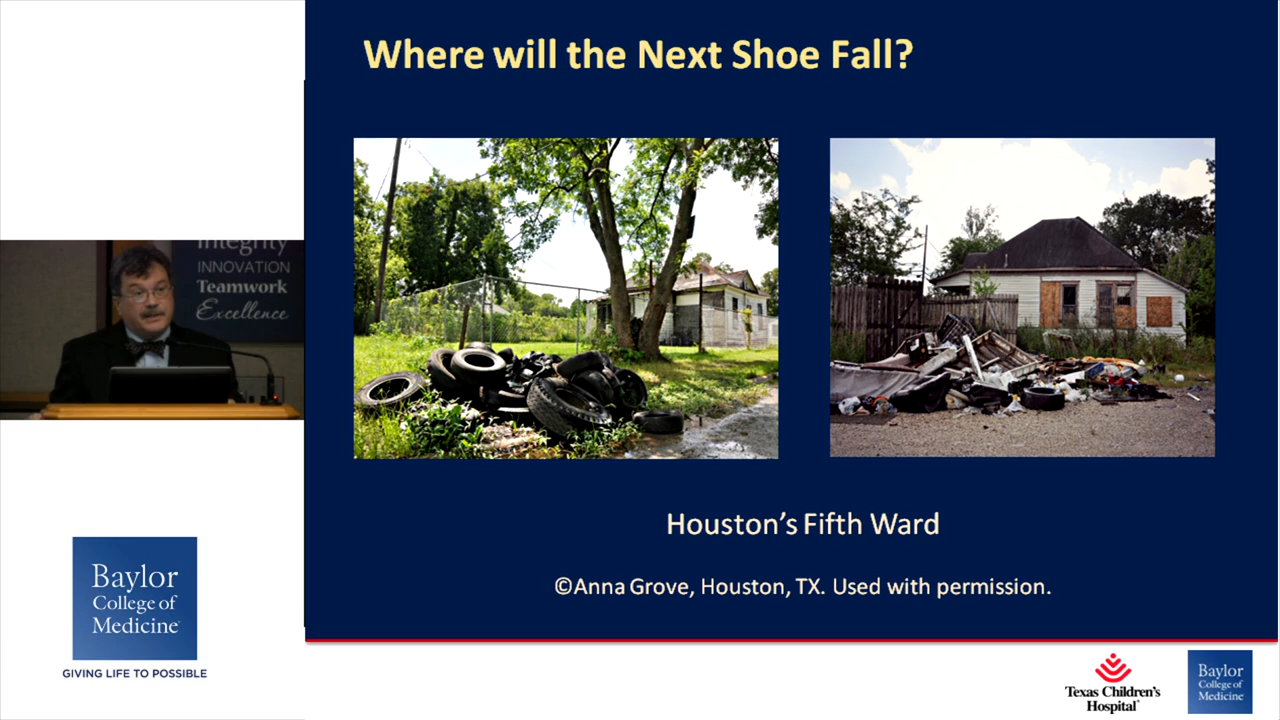 Where will the Next Shoe Fall?
Integrity
INNOVATION
Teamwork
Excellence
Houston's Fifth Ward
©Anna Grove, Houston, TX. Used with permission.
Baylor
College of
Medicine
GIVING LIFE TO POSSIBLE
Texas Children's
Hospital
Baylor
College of
Medicine